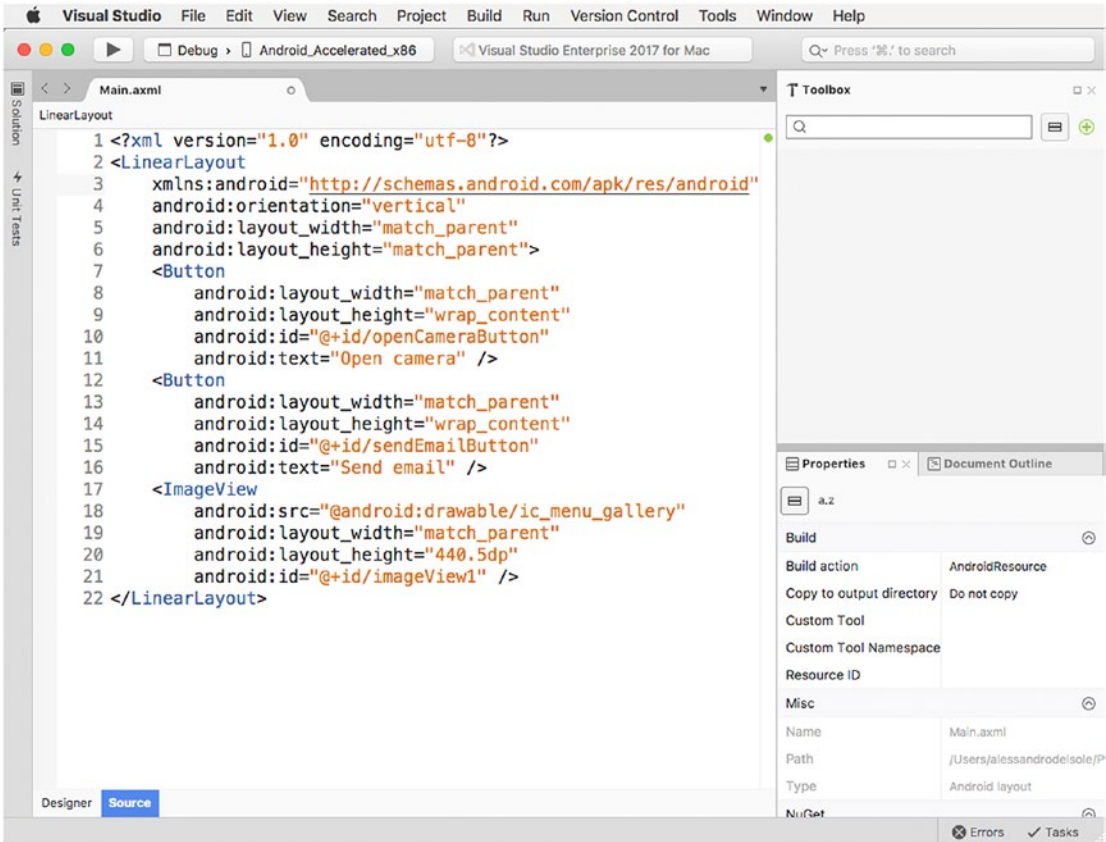 Visual Studio File Edit View Search Project Build Run Version Control Tools Window Help
Debug › Android_Accelerated_x86
Visual Studio Enterprise 2017 for Mac
Press '⌘.' to search
Solution
Unit Tests
Main.axml
LinearLayout
1 <?xml version="1.0" encoding="utf-8"?>
2 <LinearLayout
3 xmlns:android="http://schemas.android.com/apk/res/android"
4 android:orientation="vertical"
5 android:layout_width="match_parent"
6 android:layout_height="match_parent">
7 <Button
8 android:layout_width="match_parent"
9 android:layout_height="wrap_content"
10 android:id="@+id/openCameraButton"
11 android:text="Open camera" />
12 <Button
13 android:layout_width="match_parent"
14 android:layout_height="wrap_content"
15 android:id="@+id/sendEmailButton"
16 android:text="Send email" />
17 <ImageView
18 android:src="@android:drawable/ic_menu_gallery"
19 android:layout_width="match_parent"
20 android:layout_height="440.5dp"
21 android:id="@+id/imageView1" />
22 </LinearLayout>
Designer Source
Toolbox
Properties Document Outline
a.z
Build
Build action AndroidResource
Copy to output directory Do not copy
Custom Tool
Custom Tool Namespace
Resource ID
Misc
Name Main.axml
Path /Users/alessandrodelsole/P
Type Android layout
NuGet
Errors Tasks